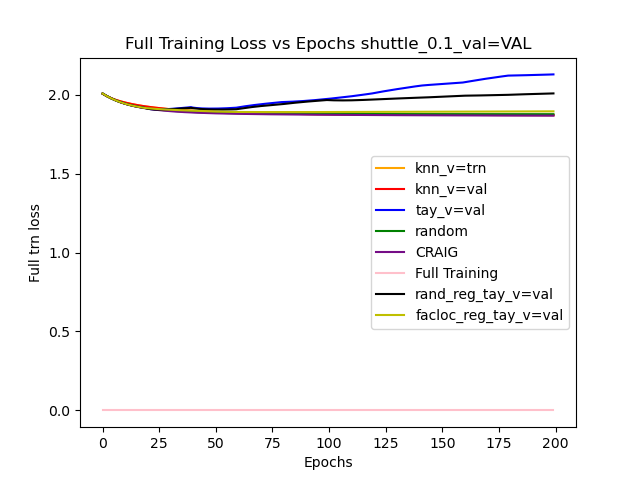 Full Training Loss vs Epochs shuttle_0.1_val=VAL
Full trn loss
2.0
1.5
1.0
0.5
0.0
knn_v=trn
knn_v=val
tay_v=val
random
CRAIG
Full Training
rand_reg_tay_v=val
facloc_reg_tay_v=val
0 25 50 75 100 125 150 175 200
Epochs